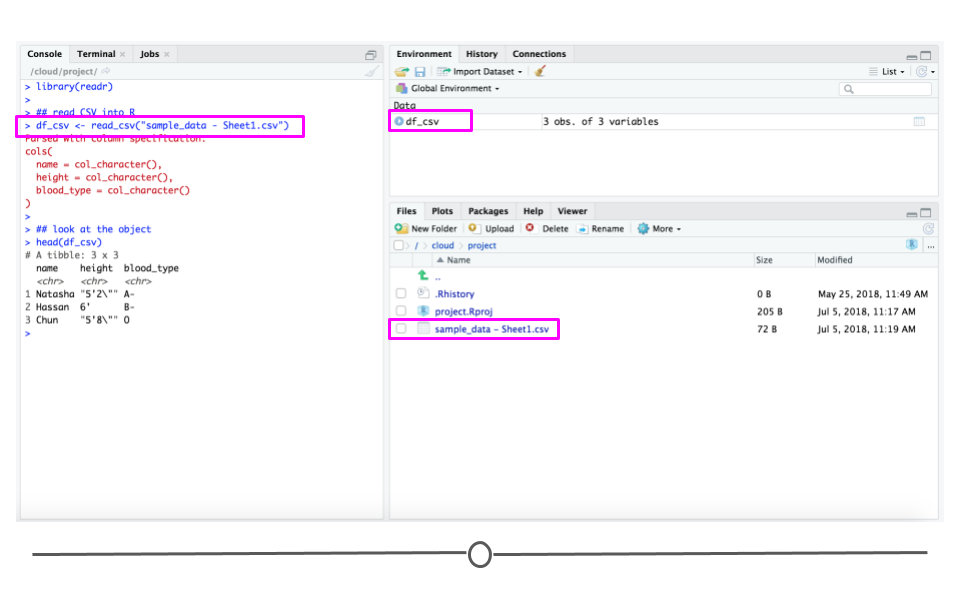 Console Terminal Jobs
/cloud/project/
> library(readr)
>
> ## read CSV into R
> df_csv <- read_csv("sample_data - Sheet1.csv")
Parsed with column specification:
cols(
  name = col_character(),
  height = col_character(),
  blood_type = col_character()
)
>
> ## look at the object
> head(df_csv)
# A tibble: 3 x 3
  name height blood_type
  <chr> <chr> <chr>
1 Natasha "5'2\"" A-
2 Hassan 6' B-
3 Chun "5'8\"" O
>
Environment History Connections
Import Dataset
List
Global Environment
Data
df_csv 3 obs. of 3 variables
Files Plots Packages Help Viewer
New Folder Upload Delete Rename More
/ cloud project
...
Name Size Modified
..
.Rhistory 0 B May 25, 2018, 11:49 AM
project.Rproj 205 B Jul 5, 2018, 11:17 AM
sample_data - Sheet1.csv 72 B Jul 5, 2018, 11:19 AM